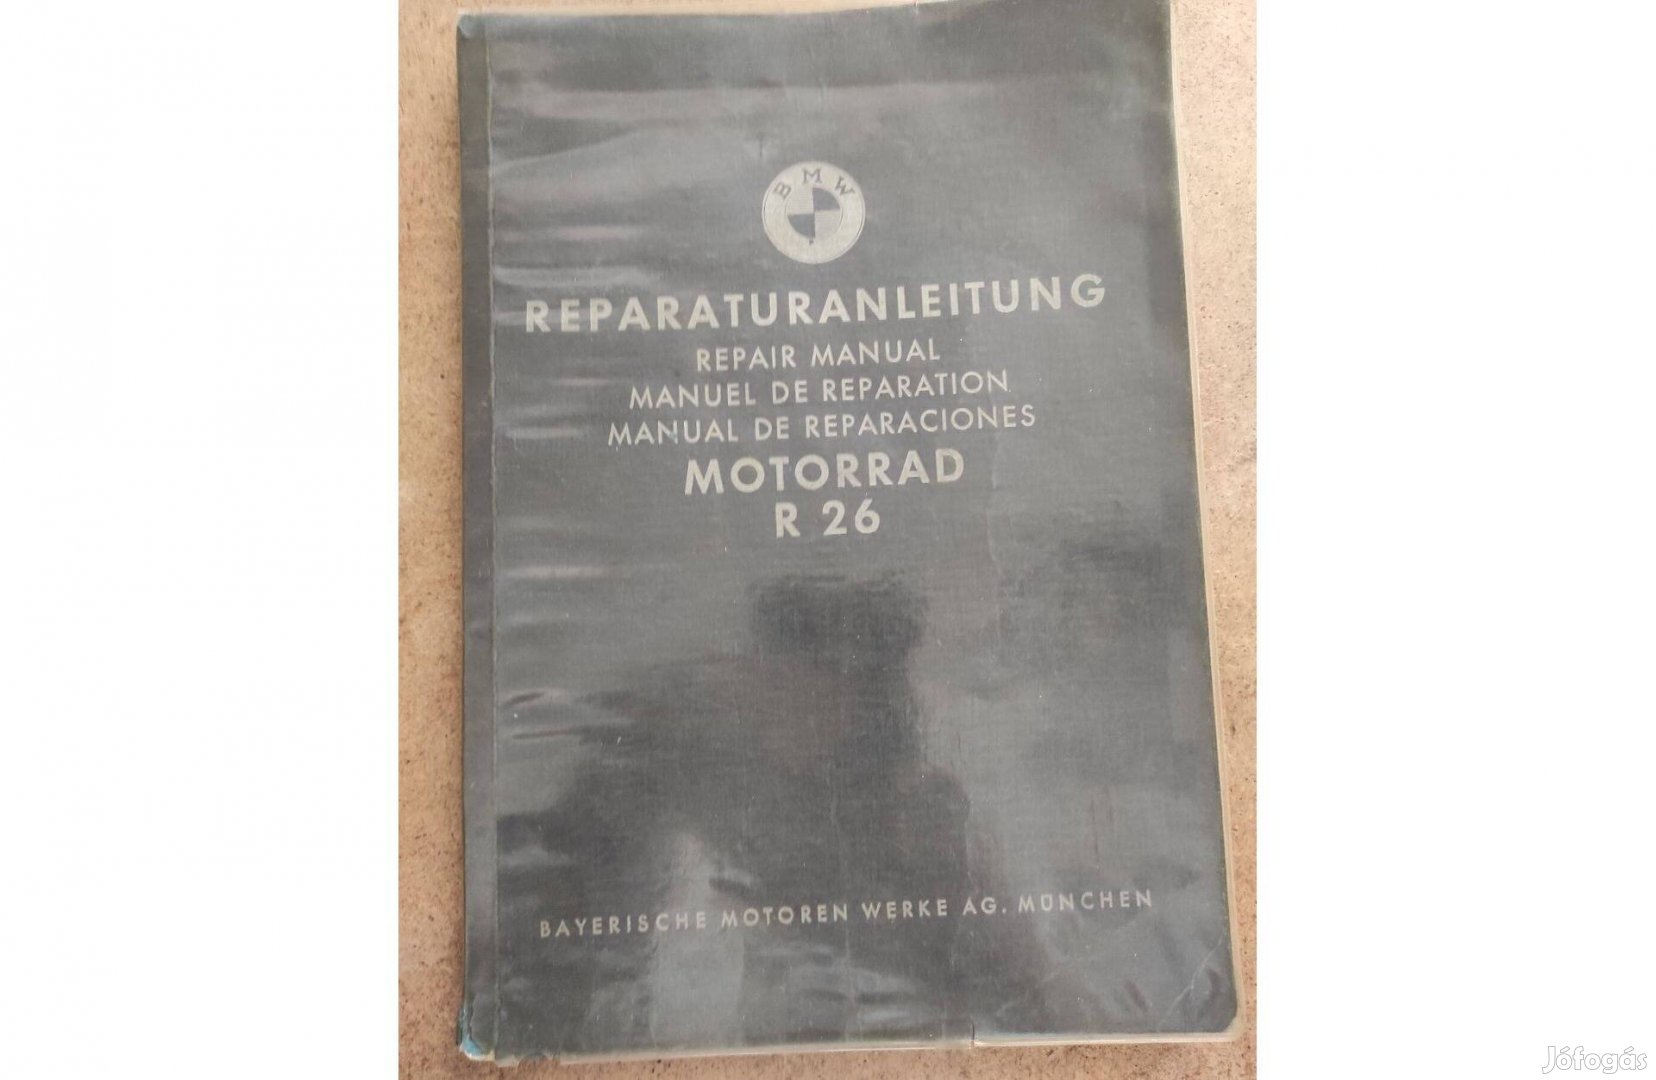 BMW
REPARATURANLEITUNG
REPAIR MANUAL
MANUEL DE REPARATION
MANUAL DE REPARACIONES
MOTORRAD
R 26
BAYERISCHE MOTOREN WERKE AG. MÜNCHEN
Jófogás